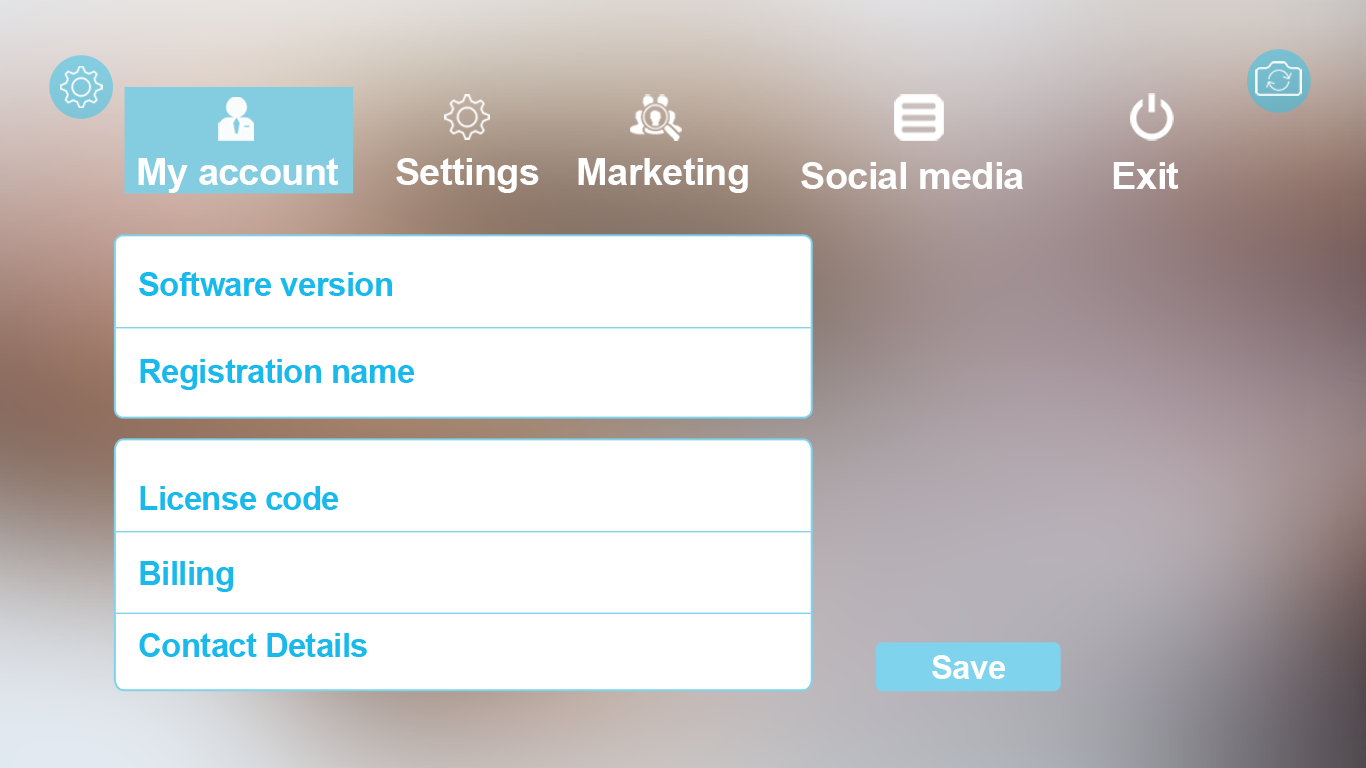 My account
Settings
Marketing
Social media
Exit
Software version
Registration name
License code
Billing
Contact Details
Save